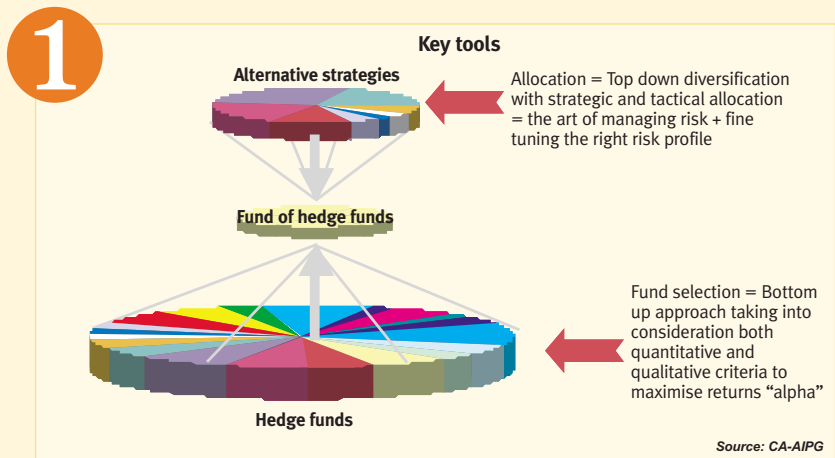 1
Key tools
Alternative strategies
Allocation = Top down diversification
with strategic and tactical allocation
= the art of managing risk + fine
tuning the right risk profile
Fund of hedge funds
Fund selection = Bottom
up approach taking into
consideration both
quantitative and
qualitative criteria to
maximise returns “alpha”
Hedge funds
Source: CA-AIPG